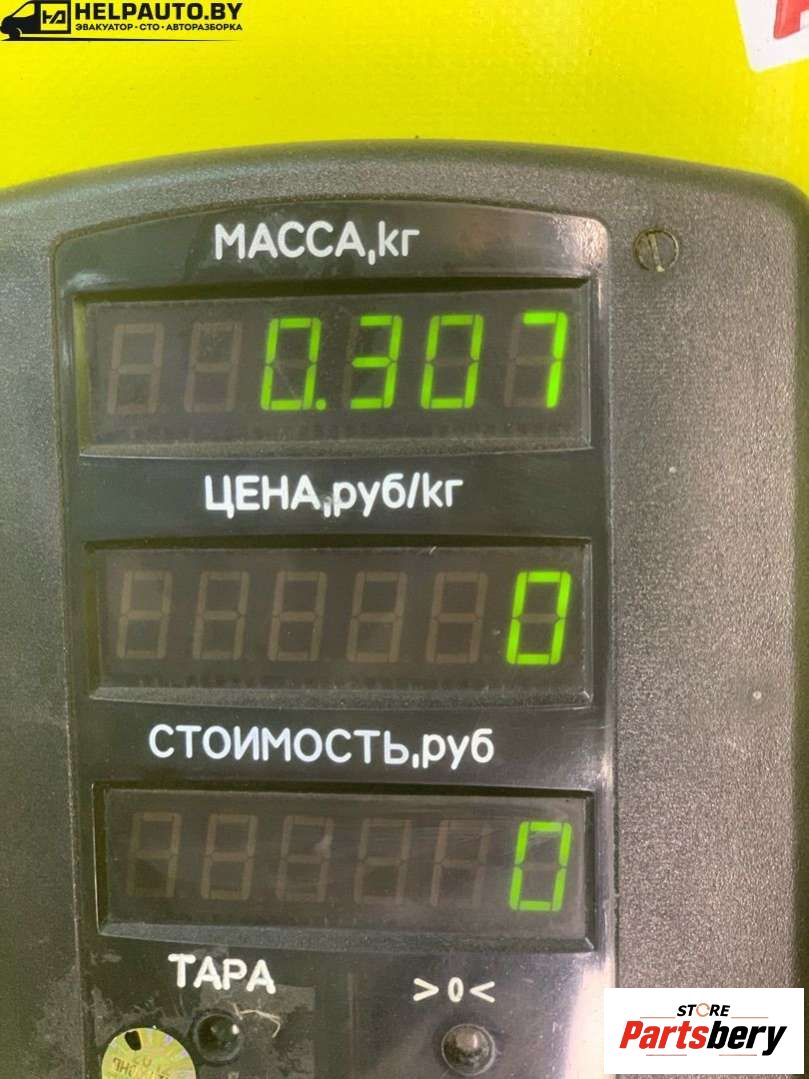 HELPAUTO.BY
ЭВАКУАТОР · СТО · АВТОРАЗБОРКА
МАССА,кг
0.307
ЦЕНА,руб/кг
0
СТОИМОСТЬ,руб
0
ТАРА
>0<
STORE
Partsbery